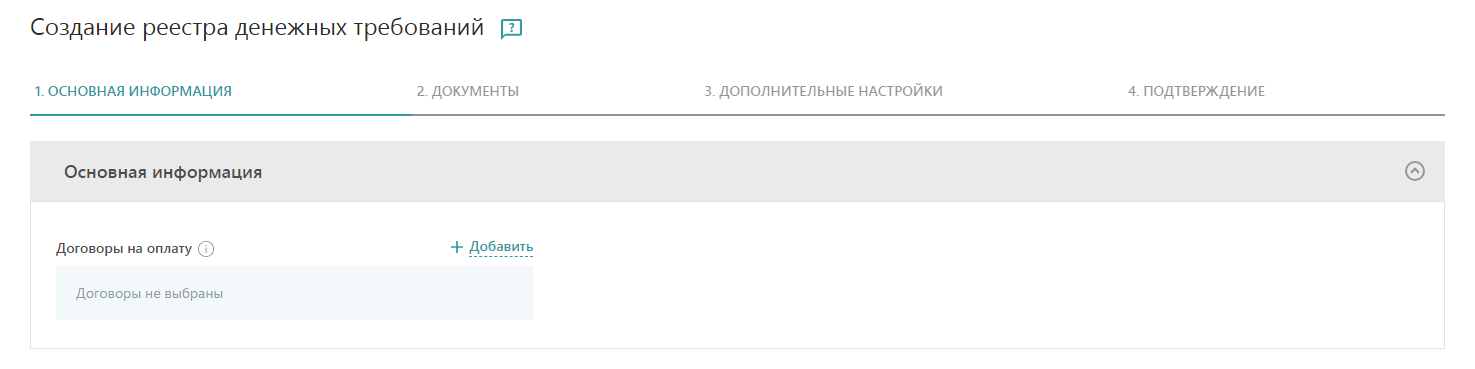 Создание реестра денежных требований ?
1. ОСНОВНАЯ ИНФОРМАЦИЯ 2. ДОКУМЕНТЫ 3. ДОПОЛНИТЕЛЬНЫЕ НАСТРОЙКИ 4. ПОДТВЕРЖДЕНИЕ
Основная информация
Договоры на оплату i + Добавить
Договоры не выбраны